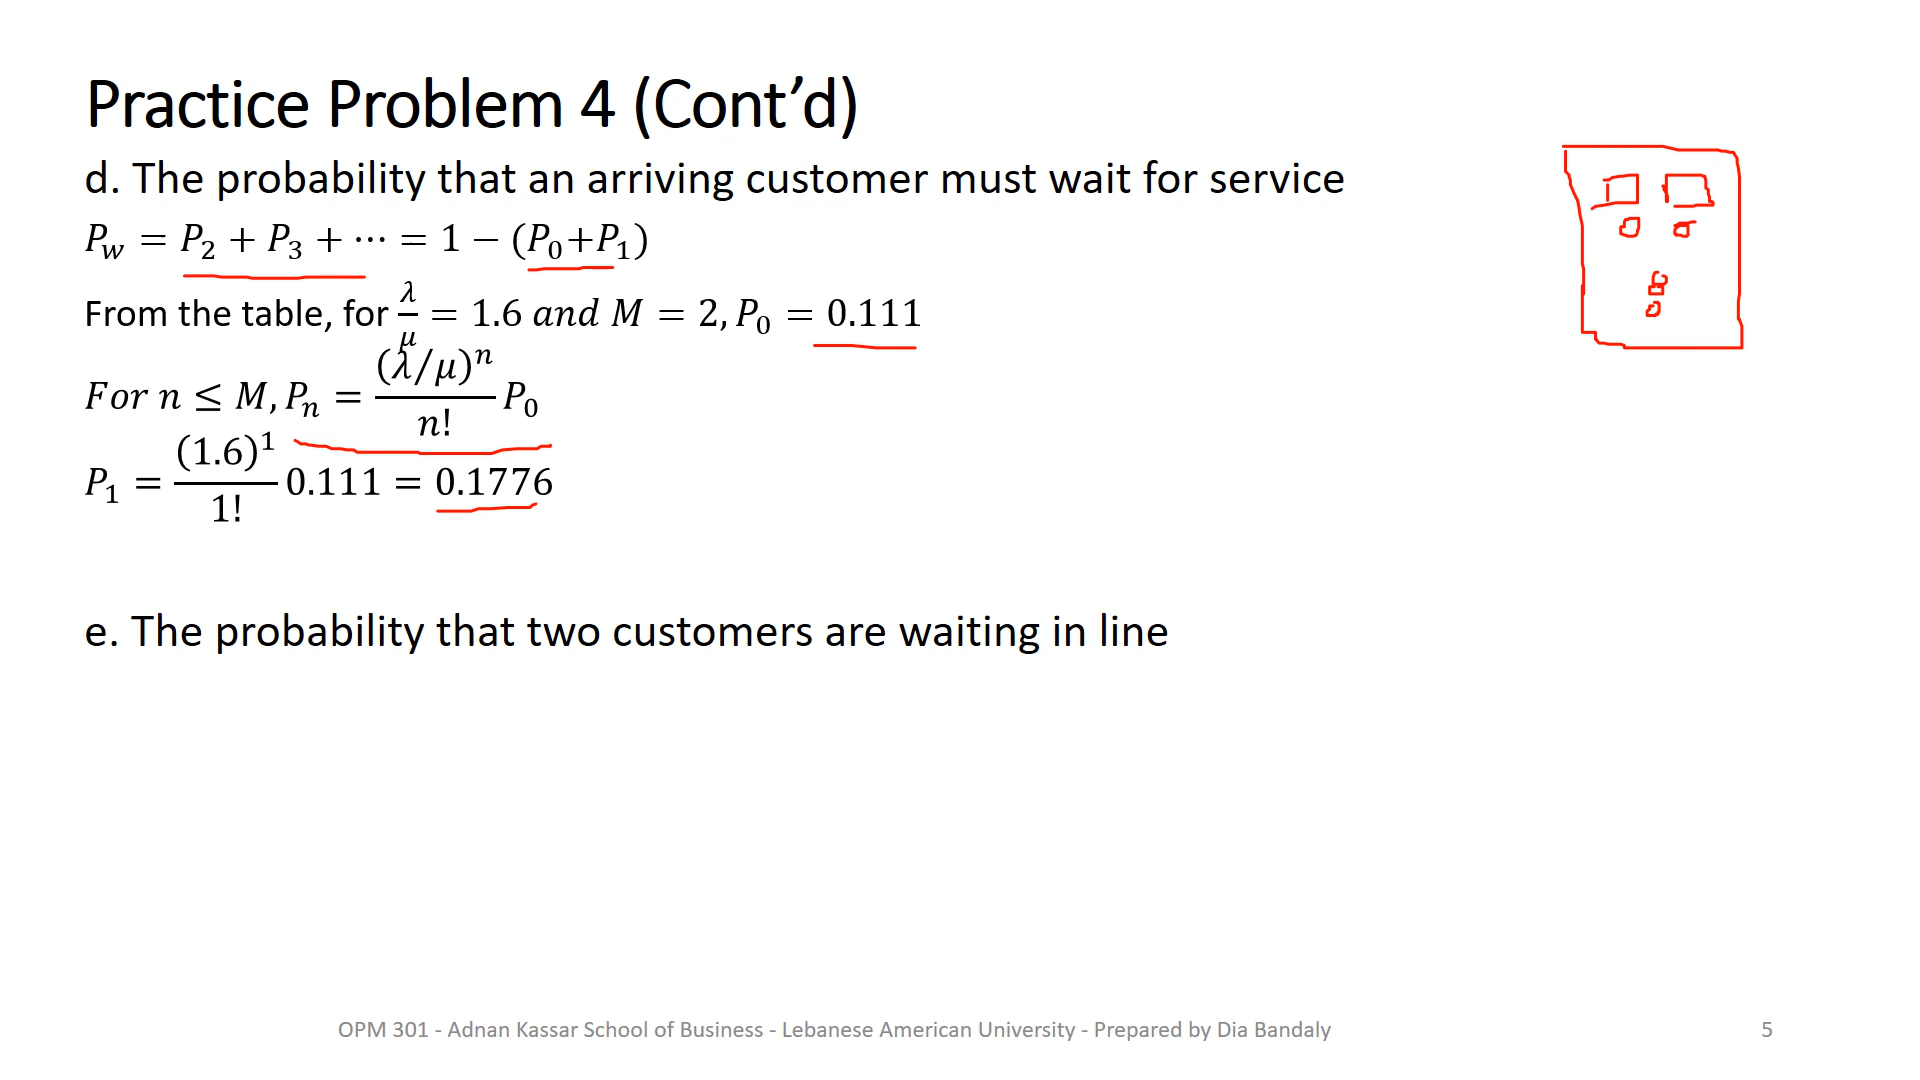 Practice Problem 4 (Cont’d)
d. The probability that an arriving customer must wait for service
𝑃_𝑤 = 𝑃_2 + 𝑃_3 + ⋯ = 1 − (𝑃_0+𝑃_1)
From the table, for λ/μ = 1.6 and M = 2, P_0 = 0.111
For n ≤ M, P_n = (λ/μ)^n / n! P_0
P_1 = (1.6)^1 / 1! 0.111 = 0.1776
e. The probability that two customers are waiting in line
OPM 301 - Adnan Kassar School of Business - Lebanese American University - Prepared by Dia Bandaly 5